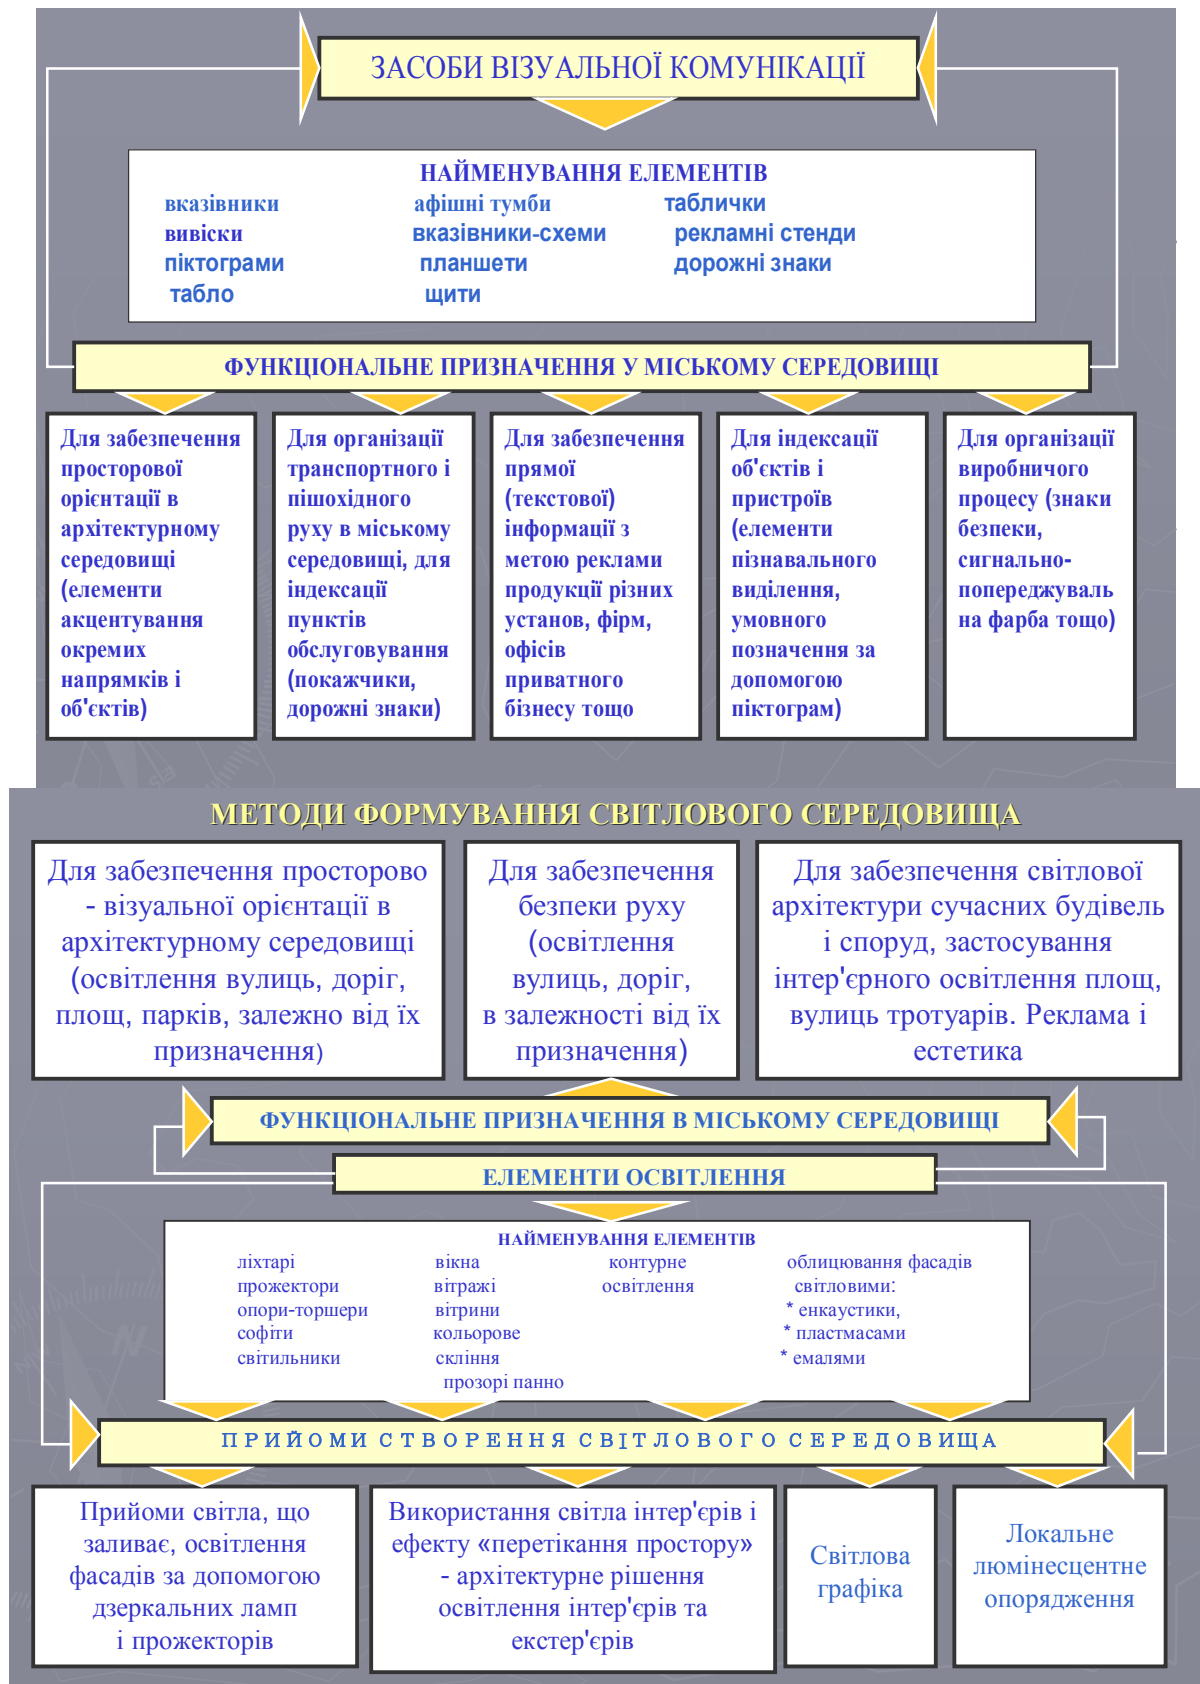 ЗАСОБИ ВІЗУАЛЬНОЇ КОМУНІКАЦІЇ
НАЙМЕНУВАННЯ ЕЛЕМЕНТІВ
вказівники афішні тумби таблички
вивіски вказівники-схеми рекламні стенди
піктограми планшети дорожні знаки
табло щити
ФУНКЦІОНАЛЬНЕ ПРИЗНАЧЕННЯ У МІСЬКОМУ СЕРЕДОВИЩІ
Для забезпечення
просторової
орієнтації в
архітектурному
середовищі
(елементи
акцентування
окремих
напрямків і
об'єктів)
Для організації
транспортного і
пішохідного
руху в міському
середовищі, для
індексації
пунктів
обслуговування
(покажчики,
дорожні знаки)
Для забезпечення
прямої
(текстової)
інформації з
метою реклами
продукції різних
установ, фірм,
офісів
приватного
бізнесу тощо
Для індексації
об'єктів і
пристроїв
(елементи
пізнавального
виділення,
умовного
позначення за
допомогою
піктограм)
Для організації
виробничого
процесу (знаки
безпеки,
сигнально-
попереджуваль
на фарба тощо)
МЕТОДИ ФОРМУВАННЯ СВІТЛОВОГО СЕРЕДОВИЩА
Для забезпечення просторово
- візуальної орієнтації в
архітектурному середовищі
(освітлення вулиць, доріг,
площ, парків, залежно від їх
призначення)
Для забезпечення
безпеки руху
(освітлення
вулиць, доріг,
в залежності від їх
призначення)
Для забезпечення світлової
архітектури сучасних будівель
і споруд, застосування
інтер'єрного освітлення площ,
вулиць тротуарів. Реклама і
естетика
ФУНКЦІОНАЛЬНЕ ПРИЗНАЧЕННЯ В МІСЬКОМУ СЕРЕДОВИЩІ
ЕЛЕМЕНТИ ОСВІТЛЕННЯ
НАЙМЕНУВАННЯ ЕЛЕМЕНТІВ
ліхтарі вікна контурне облицювання фасадів
прожектори вітражі освітлення світловими:
опори-торшери вітрини * енкаустики,
софіти кольорове * пластмасами
світильники скління * емалями
прозорі панно
ПРИЙОМИ СТВОРЕННЯ СВІТЛОВОГО СЕРЕДОВИЩА
Прийоми світла, що
заливає, освітлення
фасадів за допомогою
дзеркальних ламп
і прожекторів
Використання світла інтер'єрів і
ефекту «перетікання простору»
- архітектурне рішення
освітлення інтер'єрів та
екстер'єрів
Світлова
графіка
Локальне
люмінесцентне
опорядження